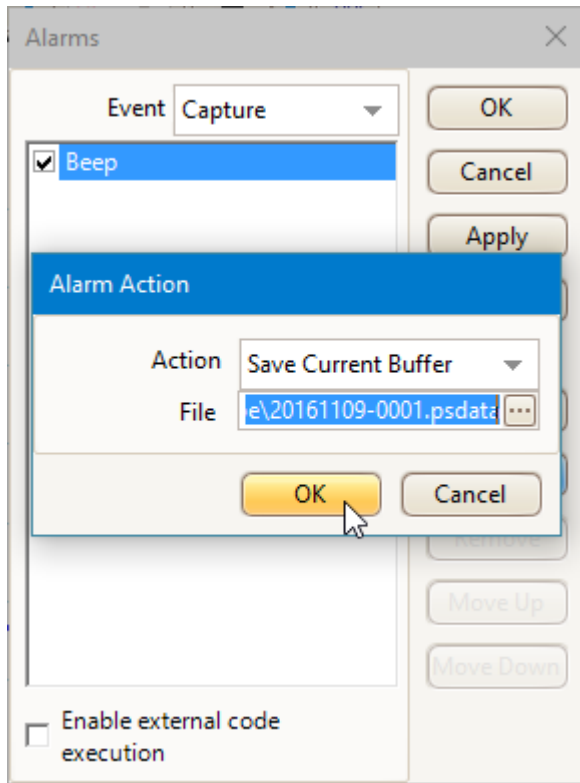 Alarms
Event Capture
OK
Beep
Cancel
Apply
Alarm Action
Action Save Current Buffer
File e\20161109-0001.psdata ...
OK Cancel
Remove
Move Up
Move Down
Enable external code
execution